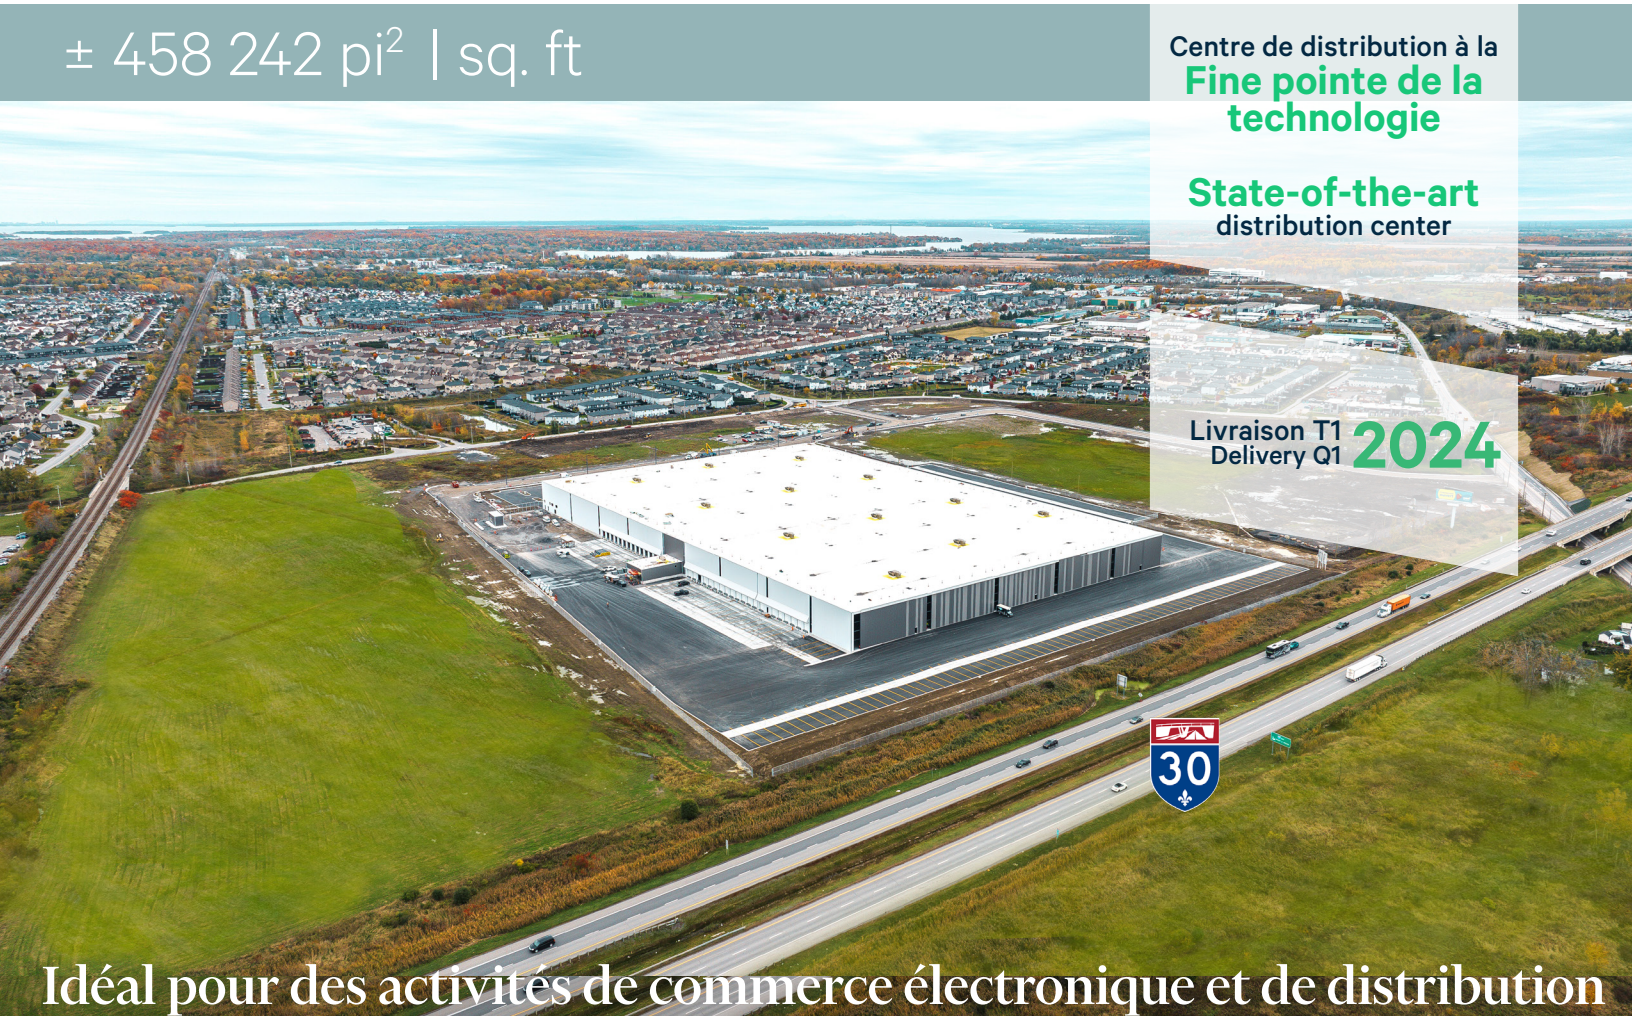 ± 458 242 pi² | sq. ft
Centre de distribution à la
Fine pointe de la
technologie
State-of-the-art
distribution center
Livraison T1
Delivery Q1
2024
30
Idéal pour des activités de commerce électronique et de distribution